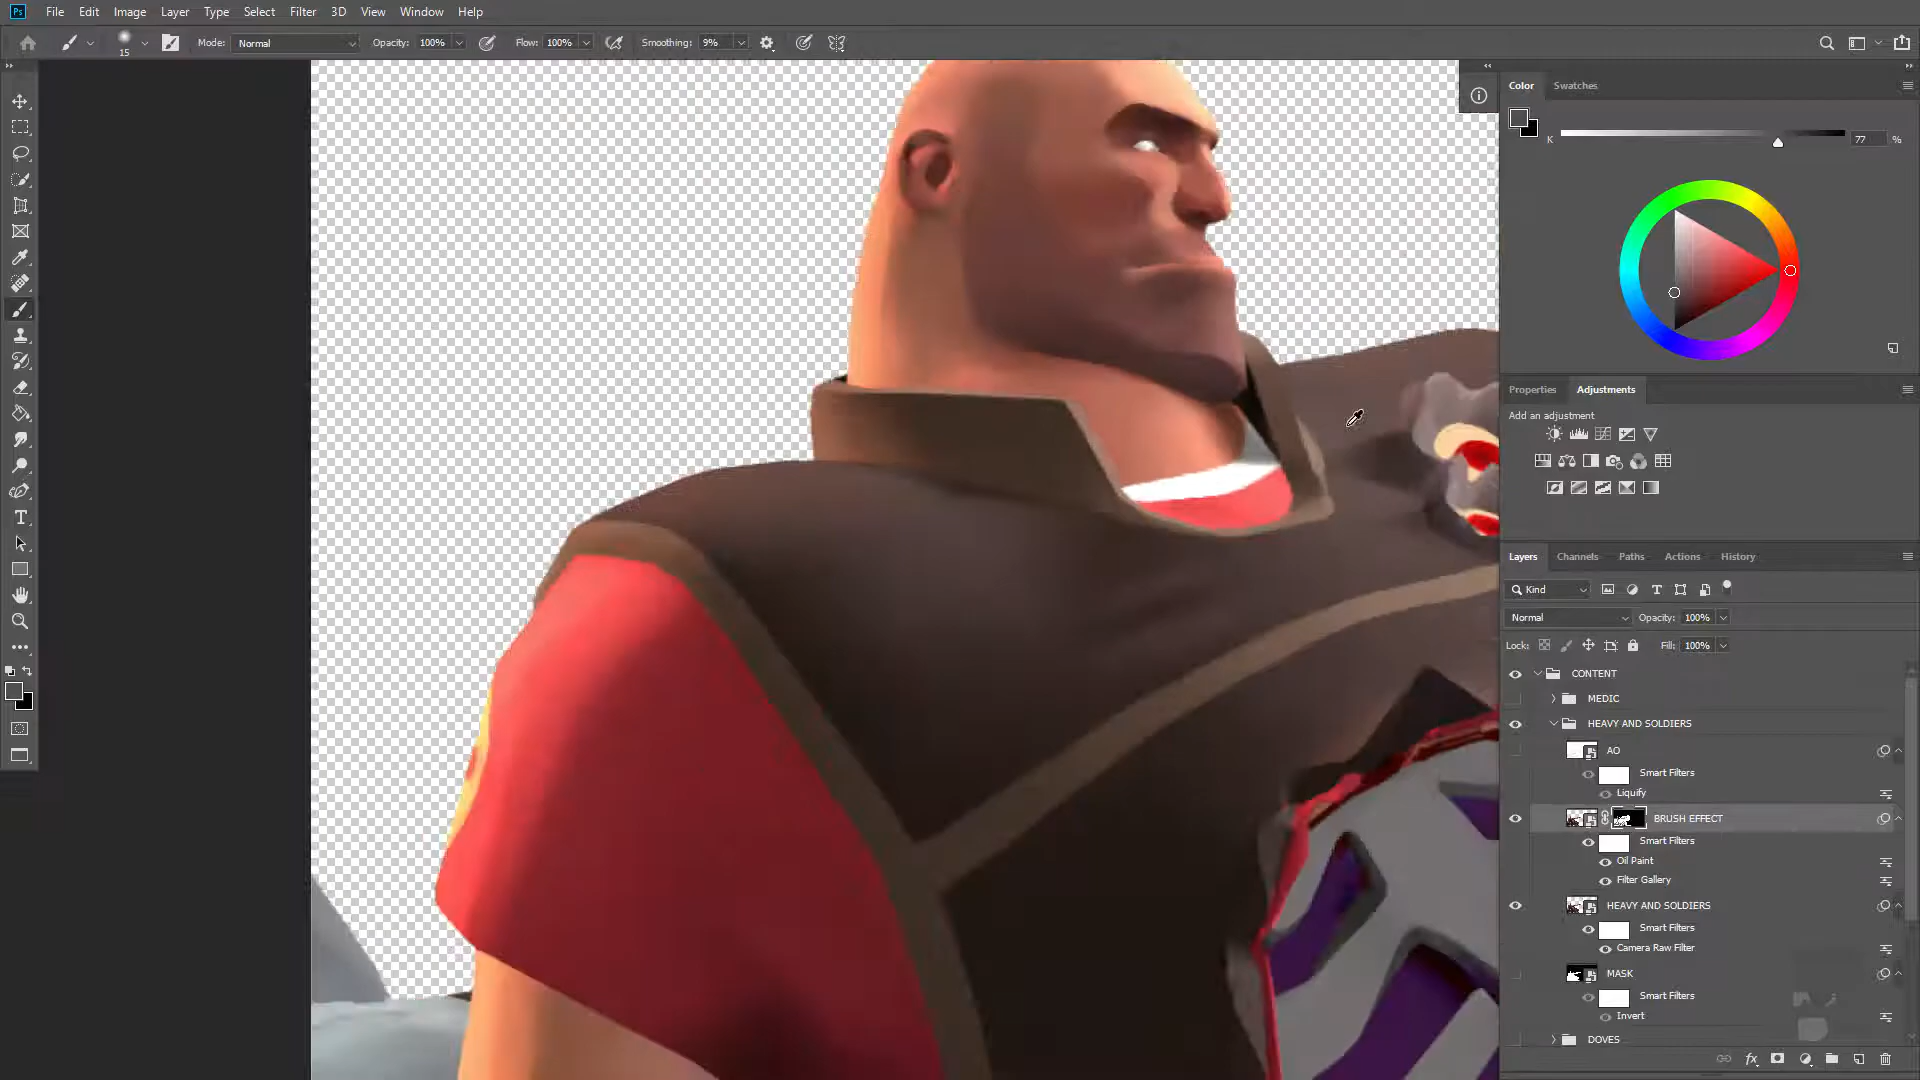 Ps File Edit Image Layer Type Select Filter 3D View Window Help
15 Mode: Normal Opacity: 100% Flow: 100% Smoothing: 9%
Color Swatches
K 77 %
Properties Adjustments
Add an adjustment
Layers Channels Paths Actions History
Kind
Normal Opacity: 100%
Lock: Fill: 100%
CONTENT
MEDIC
HEAVY AND SOLDIERS
AO
Smart Filters
Liquify
BRUSH EFFECT
Smart Filters
Oil Paint
Filter Gallery
HEAVY AND SOLDIERS
Smart Filters
Camera Raw Filter
MASK
Smart Filters
Invert
DOVES